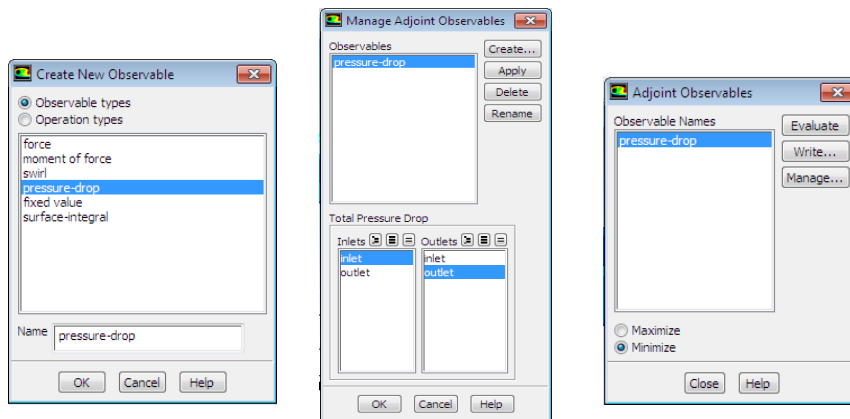 Create New Observable
Observable types
Operation types
force
moment of force
swirl
pressure-drop
fixed value
surface-integral
Name pressure-drop
OK Cancel Help
Manage Adjoint Observables
Observables
pressure-drop
Create...
Apply
Delete
Rename
Total Pressure Drop
Inlets Outlets
inlet inlet
outlet outlet
OK Cancel Help
Adjoint Observables
Observable Names
pressure-drop
Evaluate
Write...
Manage...
Maximize
Minimize
Close Help